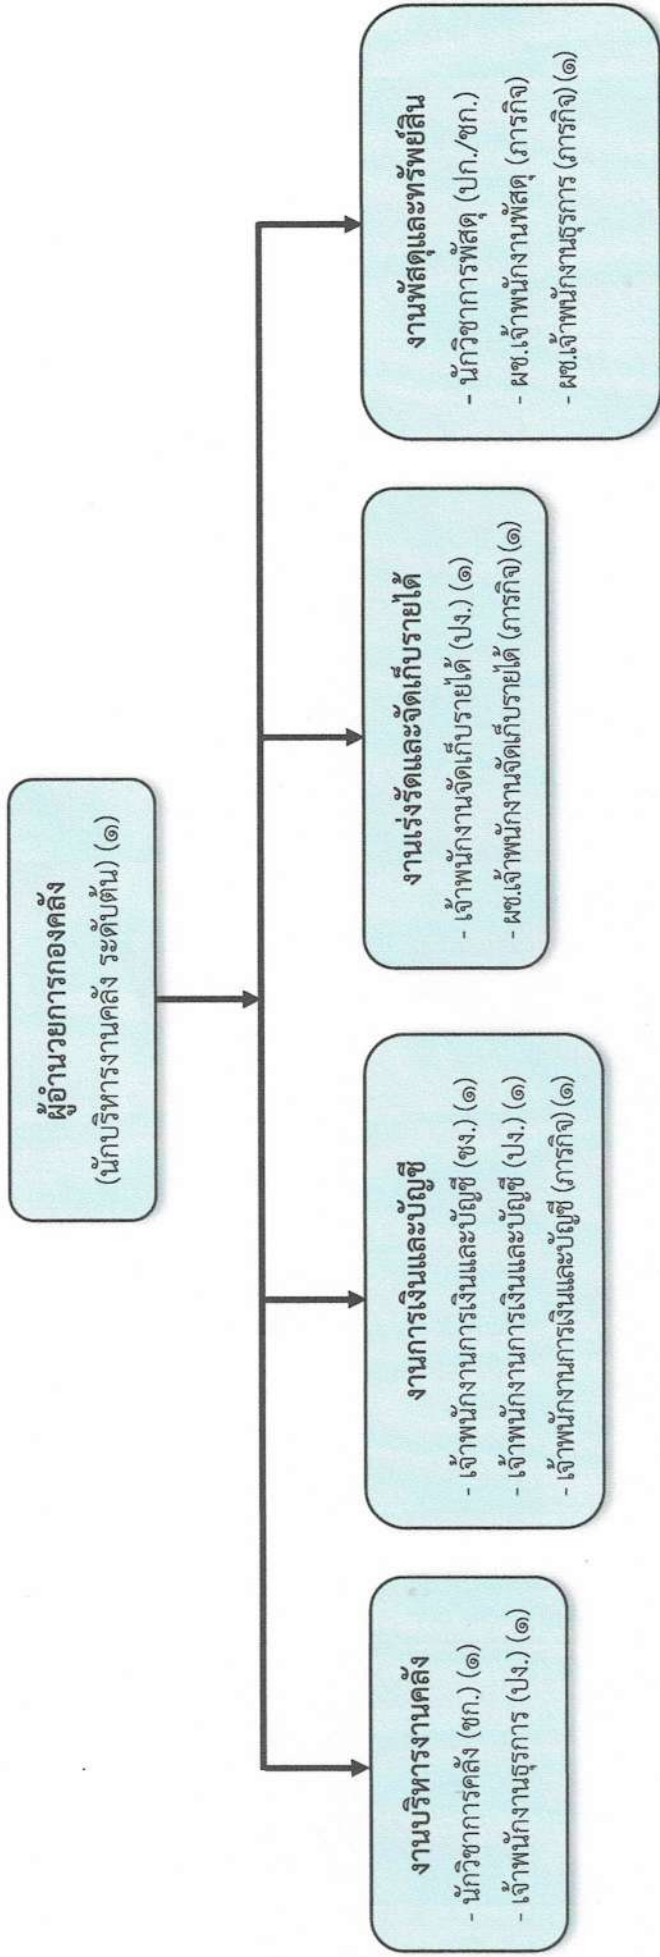 ผู้อำนวยการกองคลัง
(นักบริหารงานคลัง ระดับต้น) (๑)
งานบริหารงานคลัง
- นักวิชาการคลัง (ชก.) (๑)
- เจ้าพนักงานธุรการ (ปง.) (๑)
งานการเงินและบัญชี
- เจ้าพนักงานการเงินและบัญชี (ชง.) (๑)
- เจ้าพนักงานการเงินและบัญชี (ปง.) (๑)
- เจ้าพนักงานการเงินและบัญชี (ภารกิจ) (๑)
งานเร่งรัดและจัดเก็บรายได้
- เจ้าพนักงานจัดเก็บรายได้ (ปง.) (๑)
- ผช.เจ้าพนักงานจัดเก็บรายได้ (ภารกิจ) (๑)
งานพัสดุและทรัพย์สิน
- นักวิชาการพัสดุ (ปก./ชก.)
- ผช.เจ้าพนักงานพัสดุ (ภารกิจ)
- ผช.เจ้าพนักงานธุรการ (ภารกิจ) (๑)